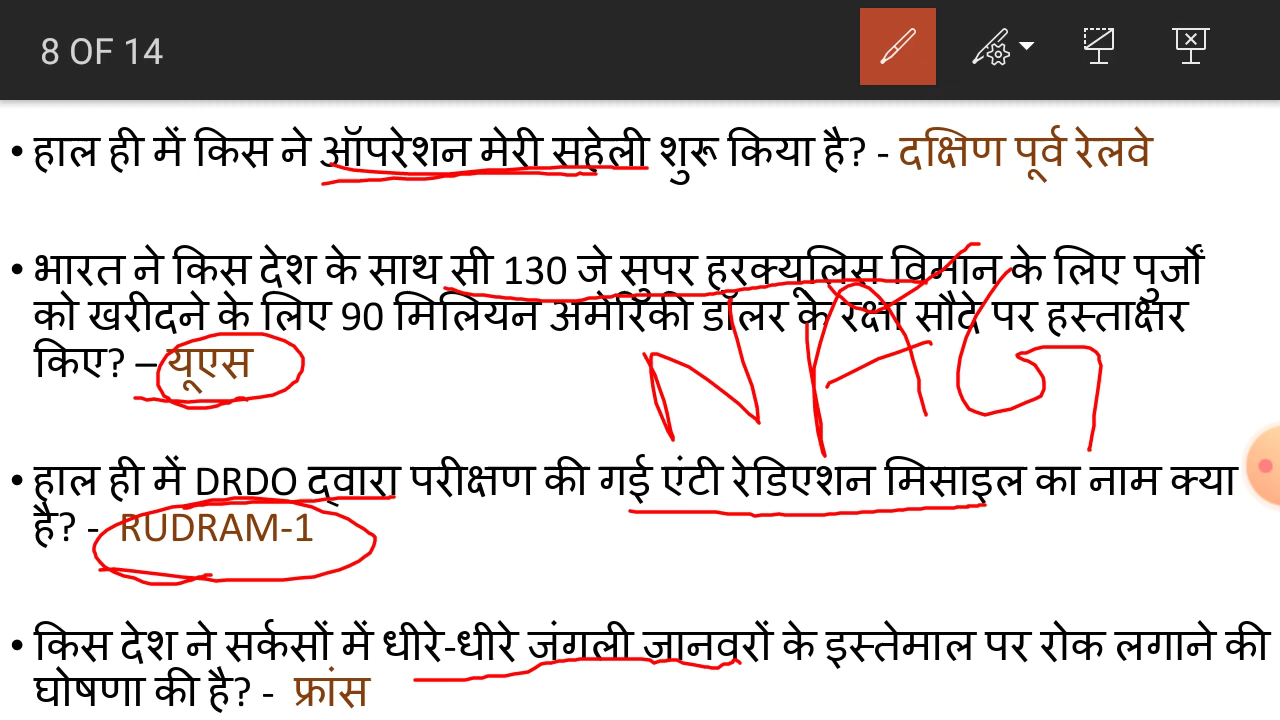 8 OF 14
• हाल ही में किस ने ऑपरेशन मेरी सहेली शुरू किया है? - दक्षिण पूर्व रेलवे
• भारत ने किस देश के साथ सी 130 जे सुपर हरक्यूलिस विमान के लिए पुर्जों
को खरीदने के लिए 90 मिलियन अमेरिकी डॉलर के रक्षा सौदे पर हस्ताक्षर
किए? – यूएस
NAG
• हाल ही में DRDO द्वारा परीक्षण की गई एंटी रेडिएशन मिसाइल का नाम क्या
है? - RUDRAM-1
• किस देश ने सर्कसों में धीरे-धीरे जंगली जानवरों के इस्तेमाल पर रोक लगाने की
घोषणा की है? - फ्रांस